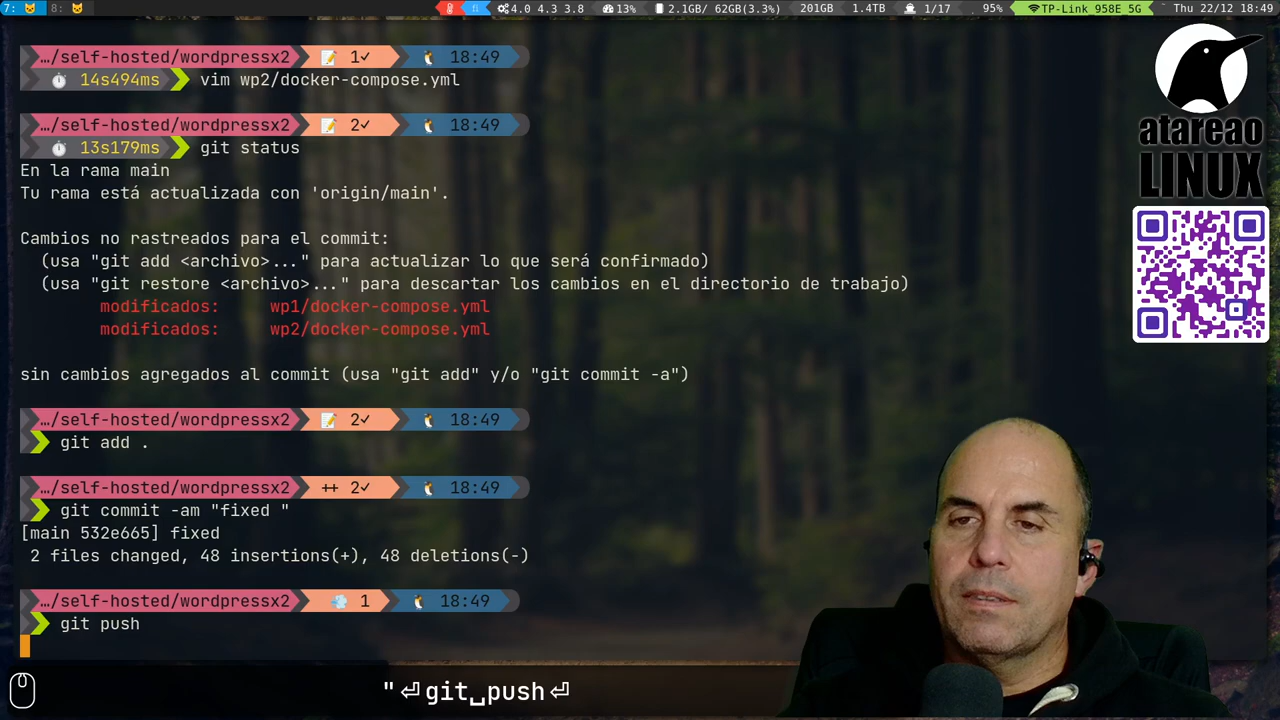 7: 8: 4.0 4.3 3.8 13% 2.1GB/ 62GB(3.3%) 201GB 1.4TB 1/17 95% TP-Link 958E 5G Thu 22/12 18:49
…/self-hosted/wordpressx2 1✓ 18:49
14s494ms vim wp2/docker-compose.yml
…/self-hosted/wordpressx2 2✓ 18:49
13s179ms git status
En la rama main
Tu rama está actualizada con 'origin/main'.
Cambios no rastreados para el commit:
(usa "git add <archivo>..." para actualizar lo que será confirmado)
(usa "git restore <archivo>..." para descartar los cambios en el directorio de trabajo)
modificados: wp1/docker-compose.yml
modificados: wp2/docker-compose.yml
sin cambios agregados al commit (usa "git add" y/o "git commit -a")
…/self-hosted/wordpressx2 2✓ 18:49
git add .
…/self-hosted/wordpressx2 ++ 2✓ 18:49
git commit -am "fixed "
[main 532e665] fixed
2 files changed, 48 insertions(+), 48 deletions(-)
…/self-hosted/wordpressx2 1 18:49
git push
"⏎git␣push⏎
atareao
LINUX